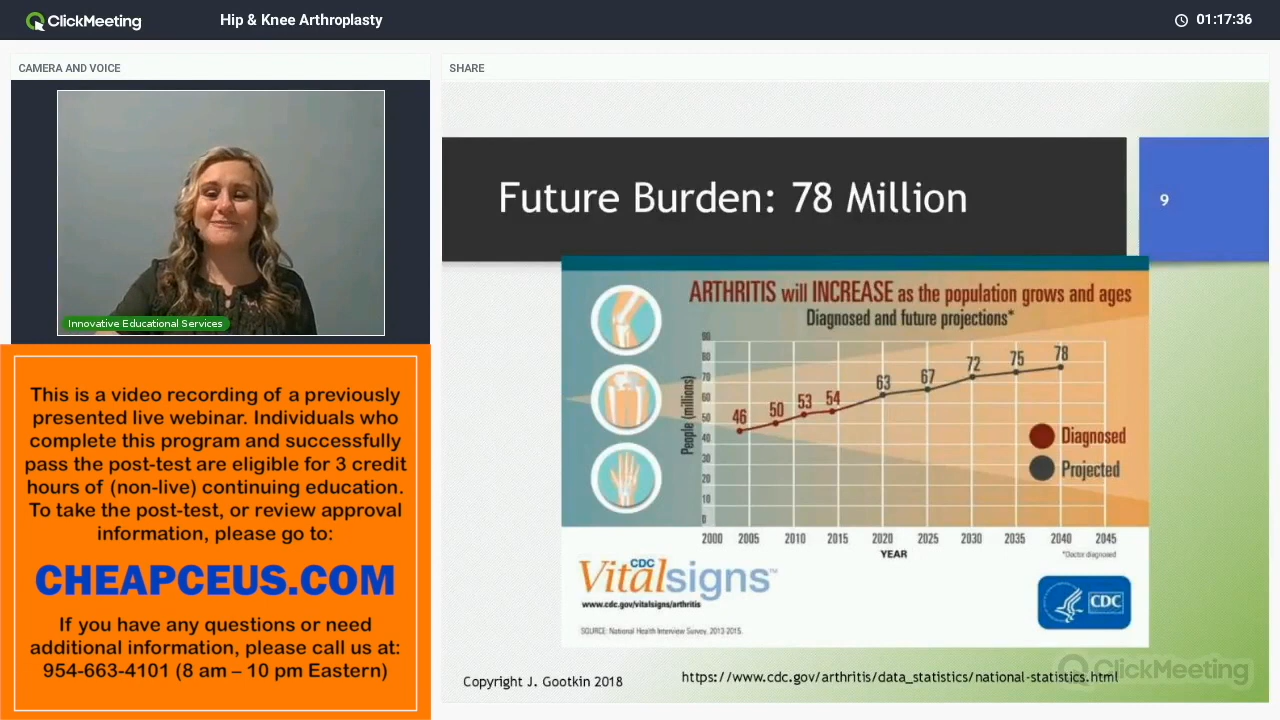 ClickMeeting
Hip & Knee Arthroplasty
01:17:36
CAMERA AND VOICE
Innovative Educational Services
This is a video recording of a previously
presented live webinar. Individuals who
complete this program and successfully
pass the post-test are eligible for 3 credit
hours of (non-live) continuing education.
To take the post-test, or review approval
information, please go to:
CHEAPCEUS.COM
If you have any questions or need
additional information, please call us at:
954-663-4101 (8 am – 10 pm Eastern)
SHARE
Future Burden: 78 Million
9
ARTHRITIS will INCREASE as the population grows and ages
Diagnosed and future projections*
People (millions)
90
80
70
60
50
40
30
20
10
0
46
50
53
54
63
67
72
75
78
Diagnosed
Projected
2000 2005 2010 2015 2020 2025 2030 2035 2040 2045
YEAR
*Doctor diagnosed
CDC
Vitalsigns™
www.cdc.gov/vitalsigns/arthritis
CDC
SOURCE: National Health Interview Survey, 2013-2015.
Copyright J. Gootkin 2018
https://www.cdc.gov/arthritis/data_statistics/national-statistics.html
ClickMeeting